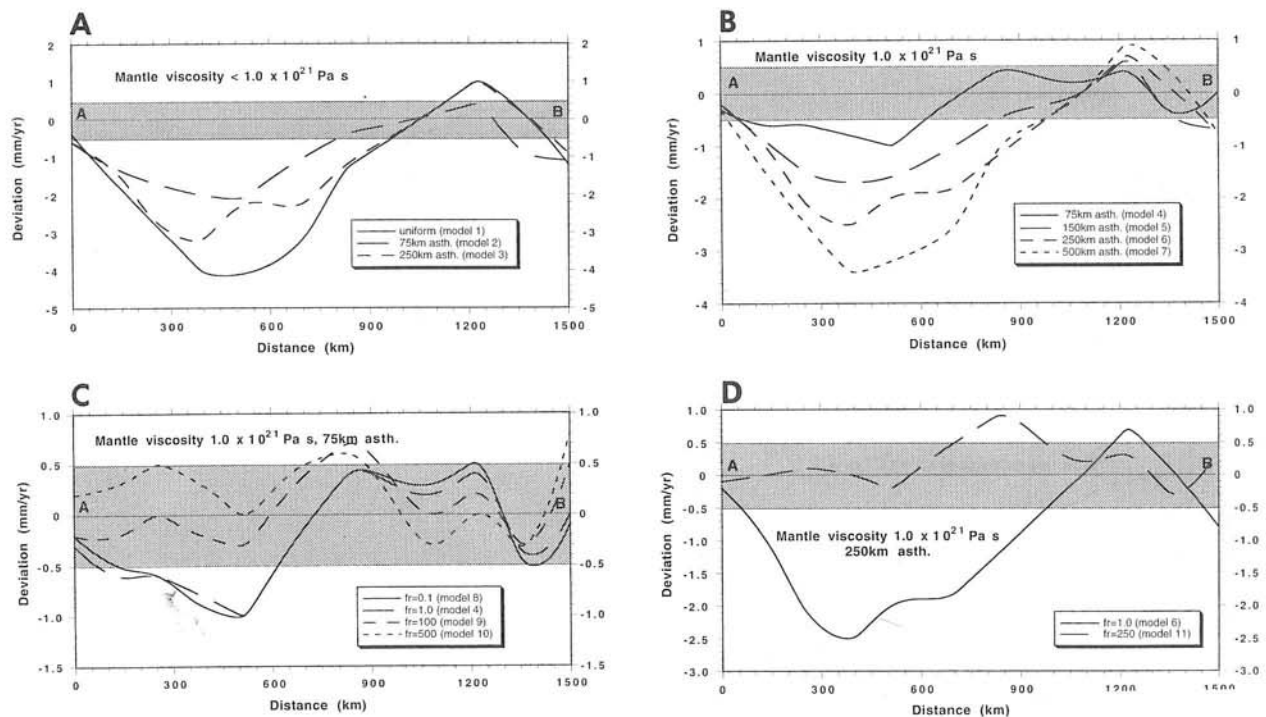 A
Mantle viscosity < 1.0 x 10²¹ Pa s
A
B
2
1
0
-1
-2
-3
-4
-5
2
1
0
-1
-2
-3
-4
-5
Deviation (mm/yr)
uniform (model 1)
75km asth. (model 2)
250km asth. (model 3)
0 300 600 900 1200 1500
Distance (km)
B
Mantle viscosity 1.0 x 10²¹ Pa s
A
B
1
0
-1
-2
-3
-4
1
0
-1
-2
-3
-4
Deviation (mm/yr)
75km asth. (model 4)
150km asth. (model 5)
250km asth. (model 6)
500km asth. (model 7)
0 300 600 900 1200 1500
Distance (km)
C
Mantle viscosity 1.0 x 10²¹ Pa s, 75km asth.
A
B
1.0
0.5
0
-0.5
-1.0
-1.5
1.0
0.5
0
-0.5
-1.0
-1.5
Deviation (mm/yr)
fr=0.1 (model 8)
fr=1.0 (model 4)
fr=100 (model 9)
fr=500 (model 10)
0 300 600 900 1200 1500
Distance (km)
D
A
B
Mantle viscosity 1.0 x 10²¹ Pa s
250km asth.
1.0
0.5
0
-0.5
-1.0
-1.5
-2.0
-2.5
-3.0
1.0
0.5
0
-0.5
-1.0
-1.5
-2.0
-2.5
-3.0
Deviation (mm/yr)
fr=1.0 (model 6)
fr=250 (model 11)
0 300 600 900 1200 1500
Distance (km)